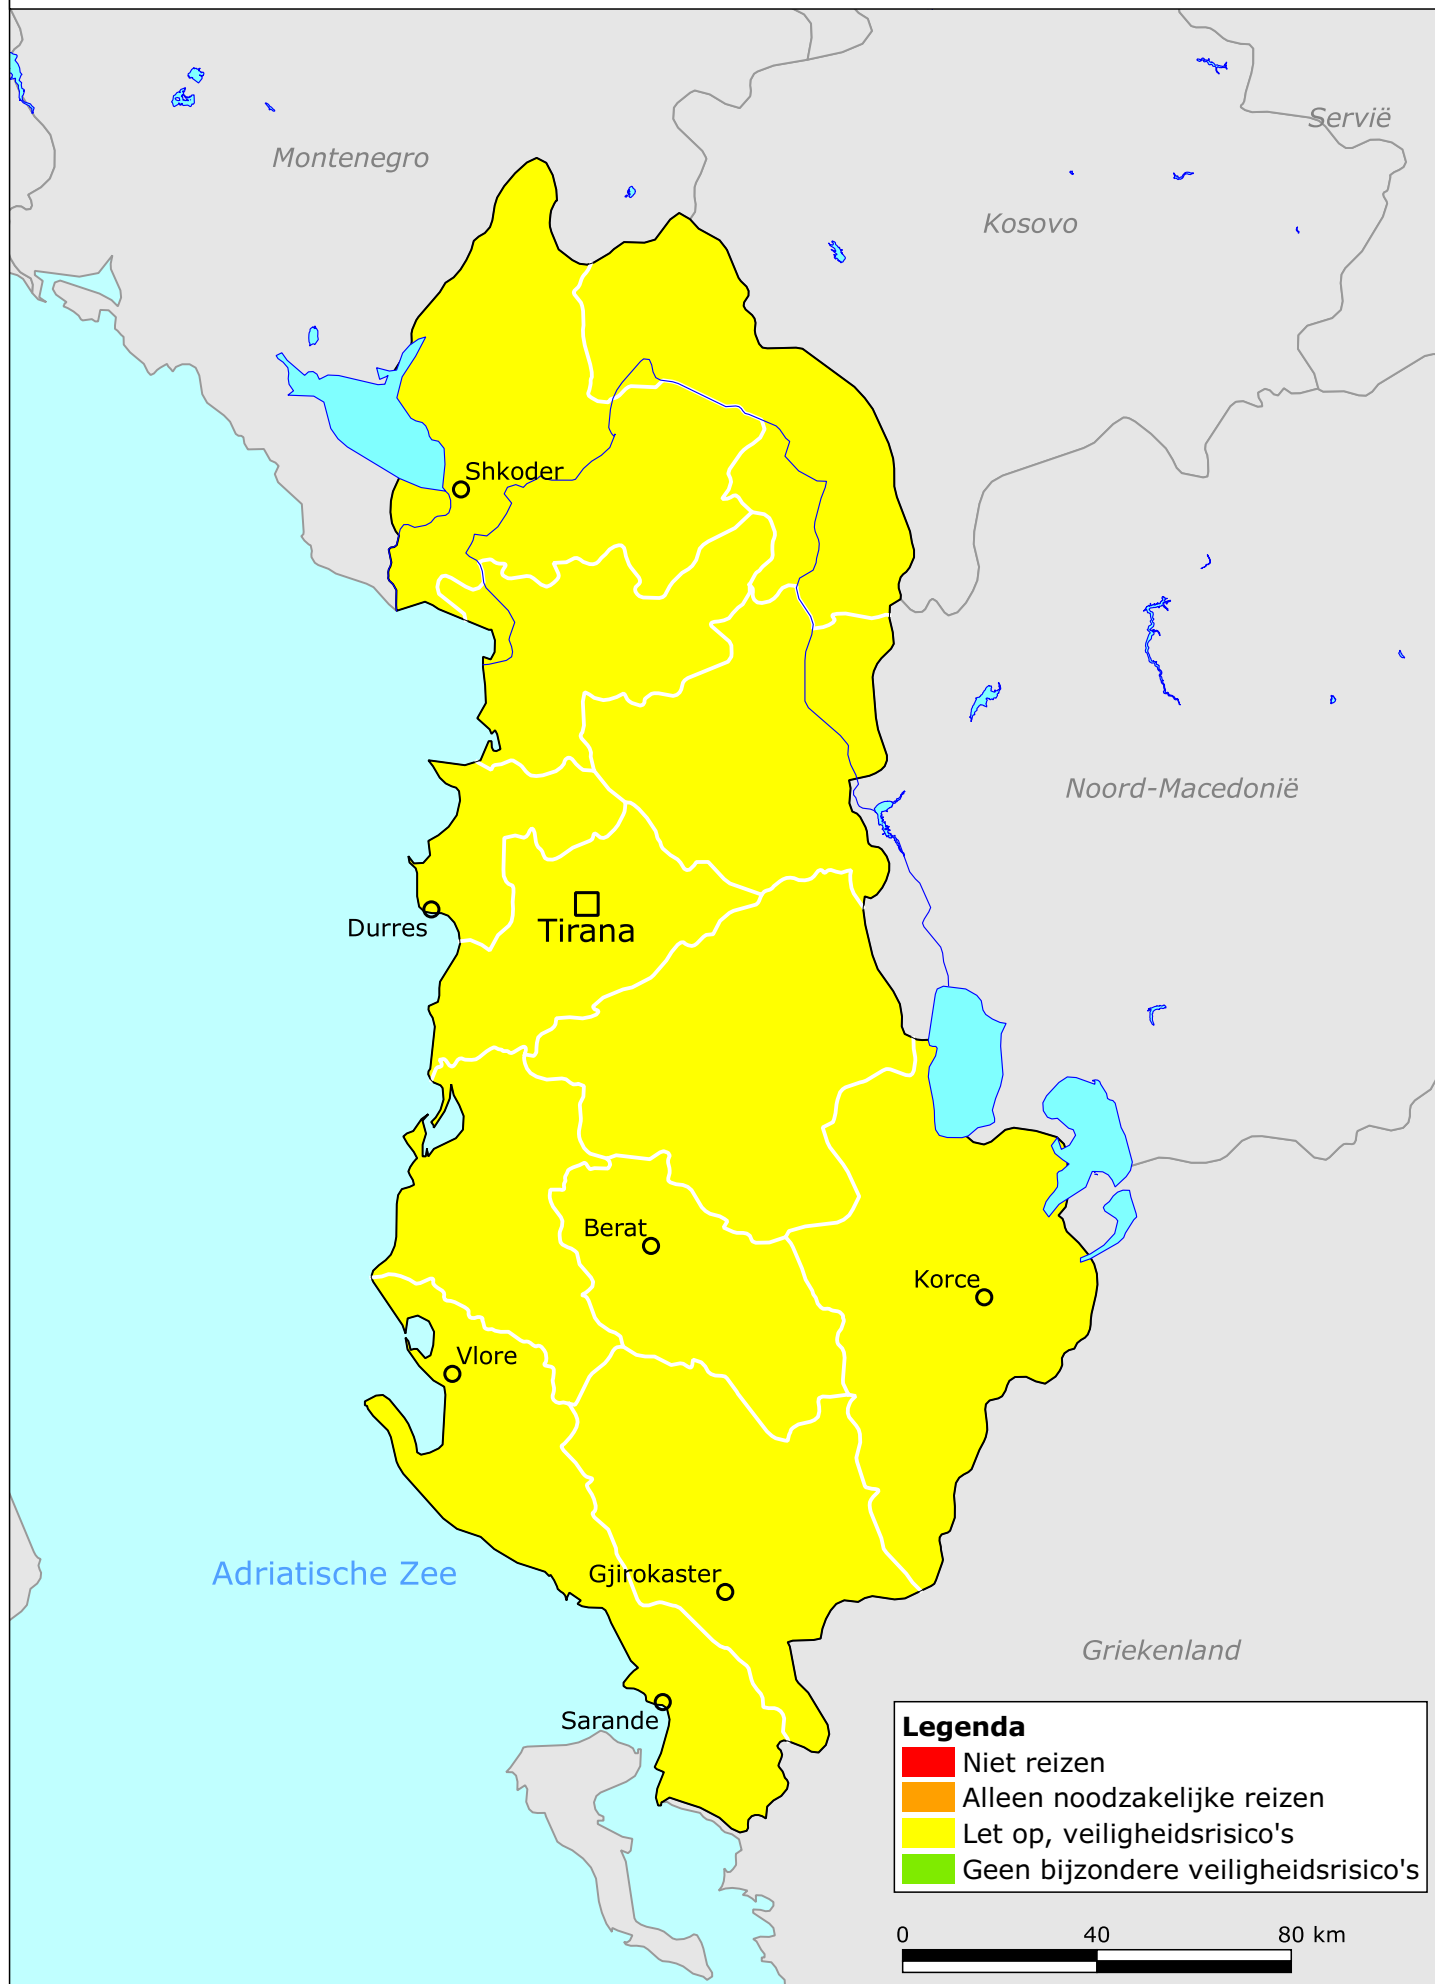 Servië
Montenegro
Kosovo
Shkoder
Noord-Macedonië
Durres
Tirana
Berat
Korce
Vlore
Adriatische Zee
Gjirokaster
Griekenland
Sarande
Legenda
Niet reizen
Alleen noodzakelijke reizen
Let op, veiligheidsrisico's
Geen bijzondere veiligheidsrisico's
0 40 80 km